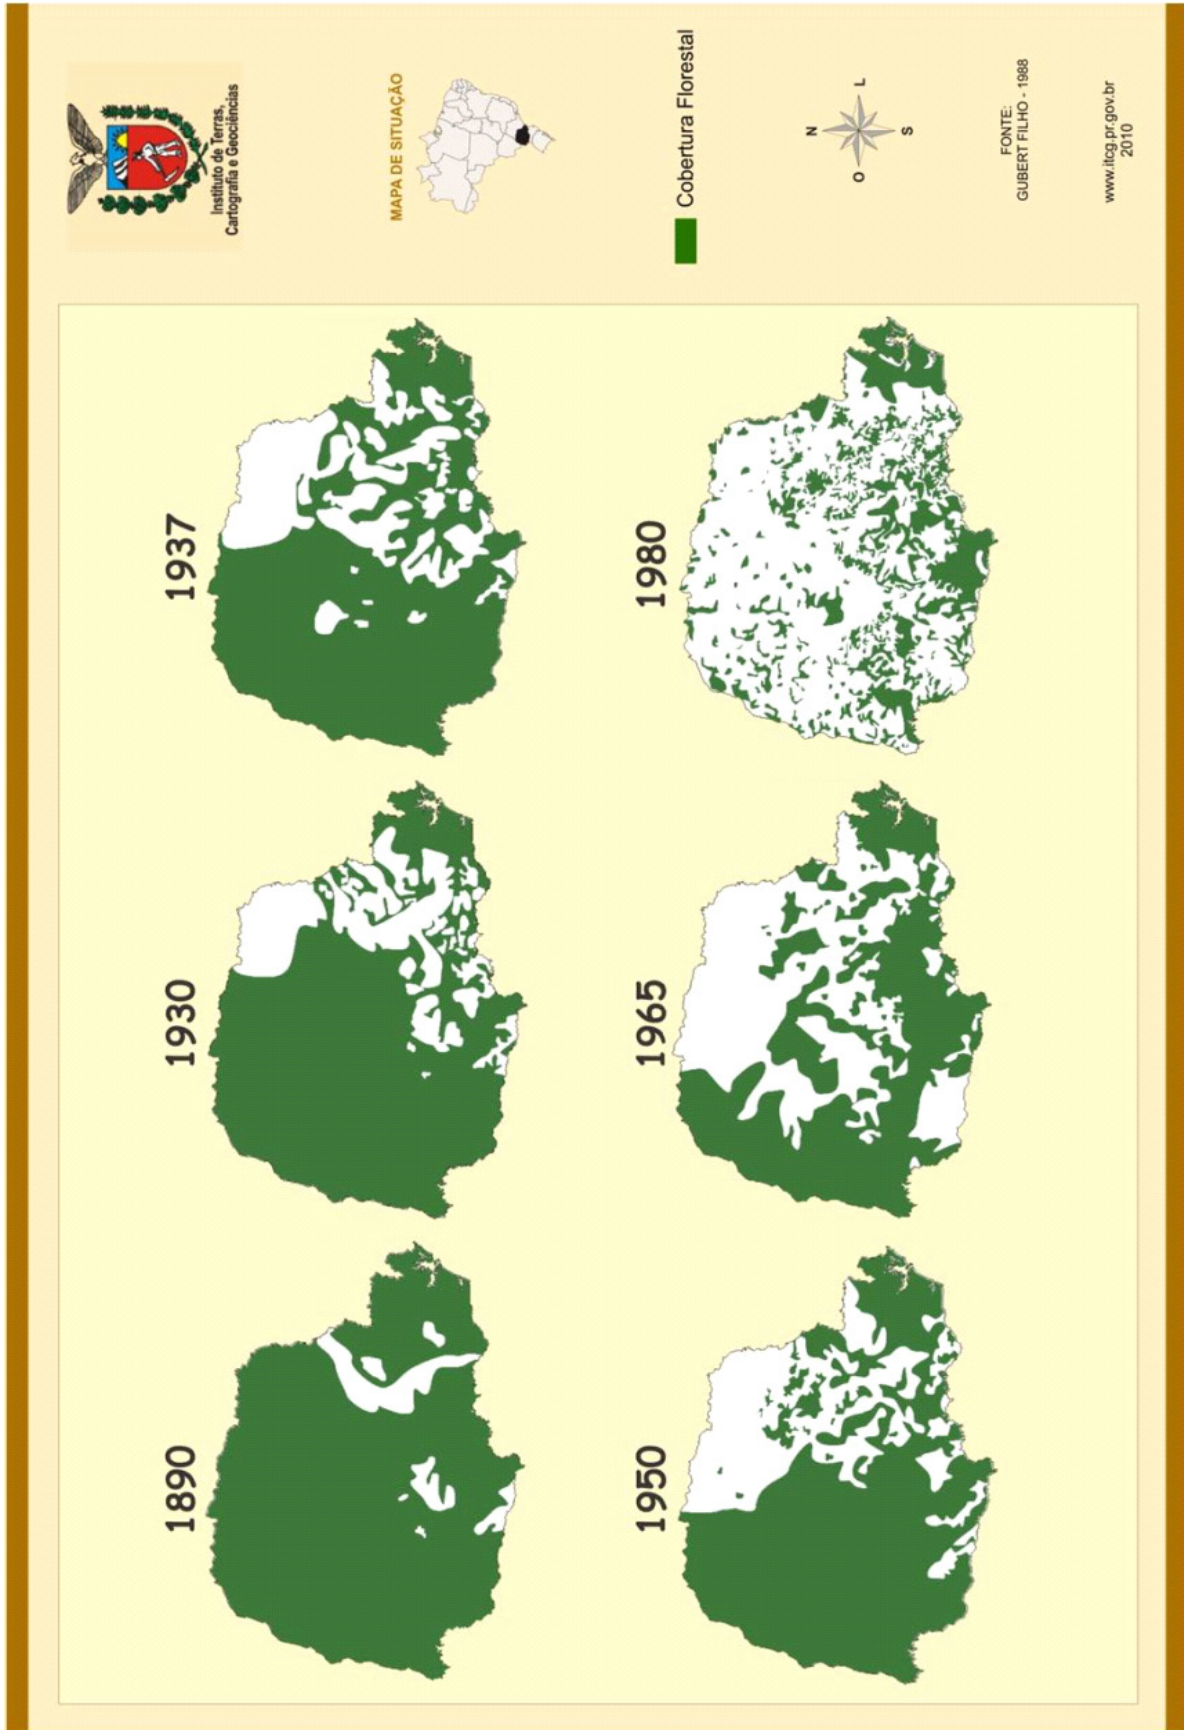 1890
1930
1937
1950
1965
1980
Instituto de Terras,
Cartografia e Geociências
MAPA DE SITUAÇÃO
Cobertura Florestal
N
O
L
S
FONTE:
GUBERT FILHO - 1988
www.itcg.pr.gov.br
2010